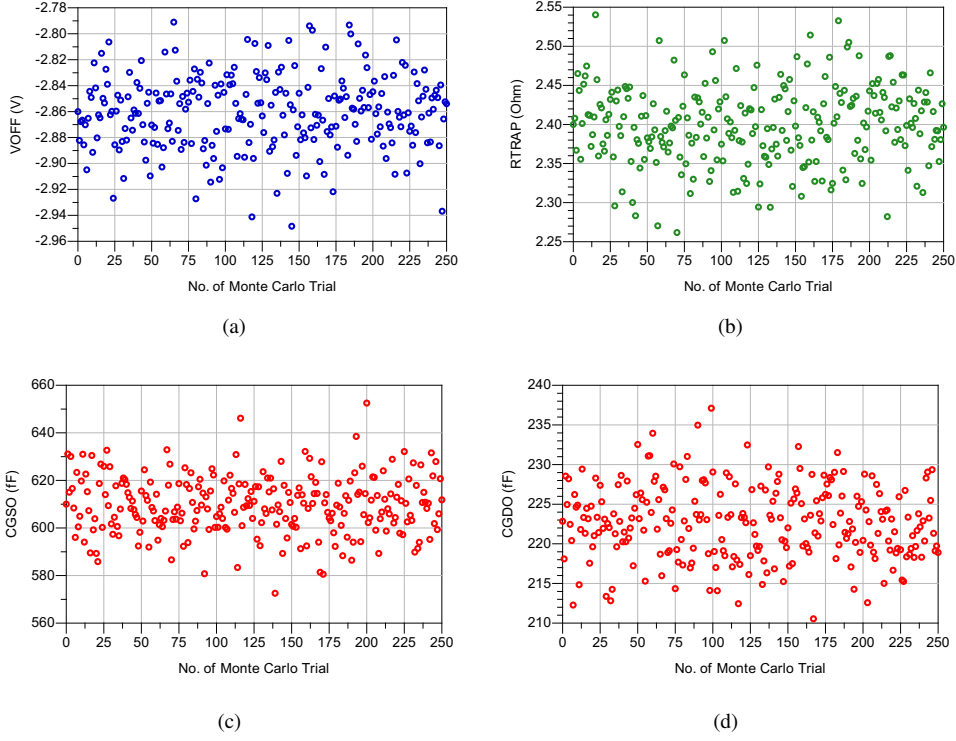 -2.78
-2.80
-2.82
-2.84
-2.86
-2.88
-2.90
-2.92
-2.94
-2.96
VOFF (V)
0 25 50 75 100 125 150 175 200 225 250
No. of Monte Carlo Trial
(a)
2.55
2.50
2.45
2.40
2.35
2.30
2.25
RTRAP (Ohm)
0 25 50 75 100 125 150 175 200 225 250
No. of Monte Carlo Trial
(b)
660
640
620
600
580
560
CGSO (fF)
0 25 50 75 100 125 150 175 200 225 250
No. of Monte Carlo Trial
(c)
240
235
230
225
220
215
210
CGDO (fF)
0 25 50 75 100 125 150 175 200 225 250
No. of Monte Carlo Trial
(d)